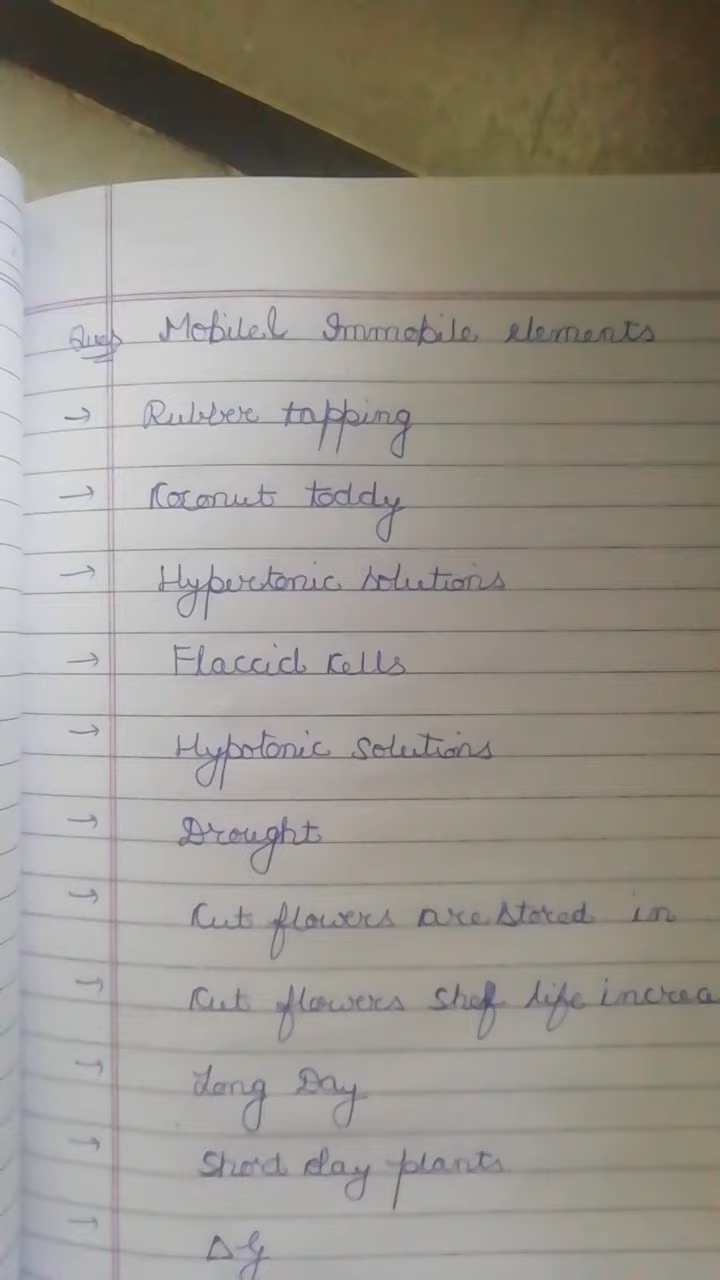 Ques Mobile & Immobile elements
→ Rubber tapping
→ Coconut toddy
→ Hypertonic solutions
→ Flaccid cells
→ Hypotonic solutions
→ Drought
→ Cut flowers are stored in
→ Cut flowers shef life increa
→ Long Day
→ Short day plants
→ ΔG